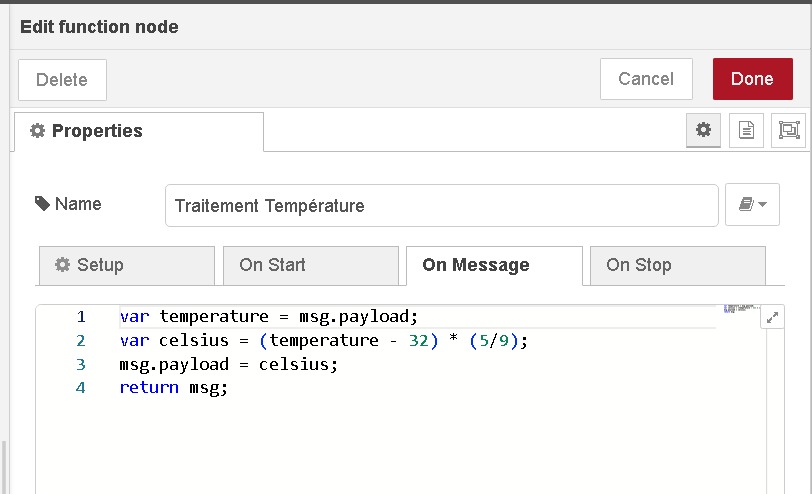 Edit function node
Delete
Cancel
Done
Properties
Name
Traitement Température
Setup
On Start
On Message
On Stop
1 var temperature = msg.payload;
2 var celsius = (temperature - 32) * (5/9);
3 msg.payload = celsius;
4 return msg;